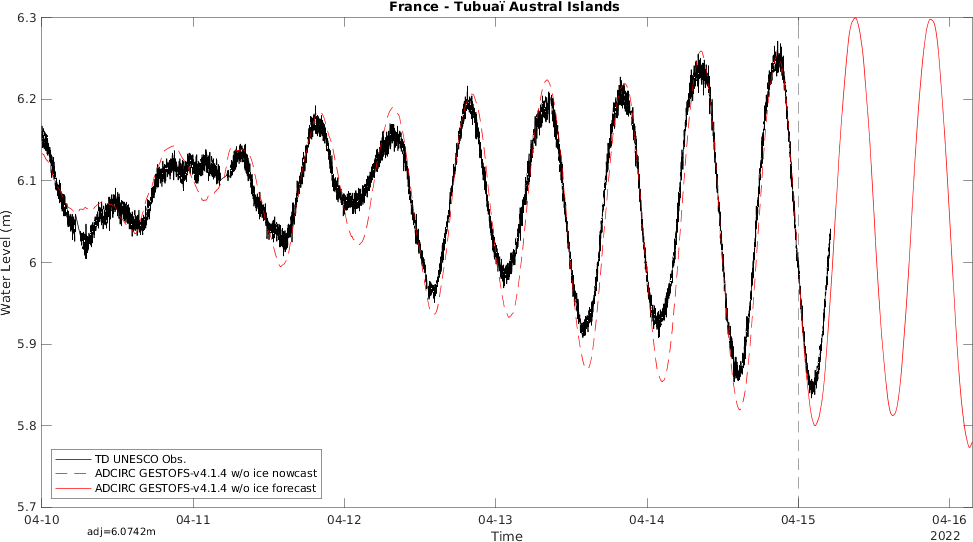 France - Tubuaï Austral Islands
6.3
6.2
6.1
6
5.9
5.8
5.7
Water Level (m)
TD UNESCO Obs.
ADCIRC GESTOFS-v4.1.4 w/o ice nowcast
ADCIRC GESTOFS-v4.1.4 w/o ice forecast
04-10 04-11 04-12 04-13 04-14 04-15 04-16
adj=6.0742m
Time
2022